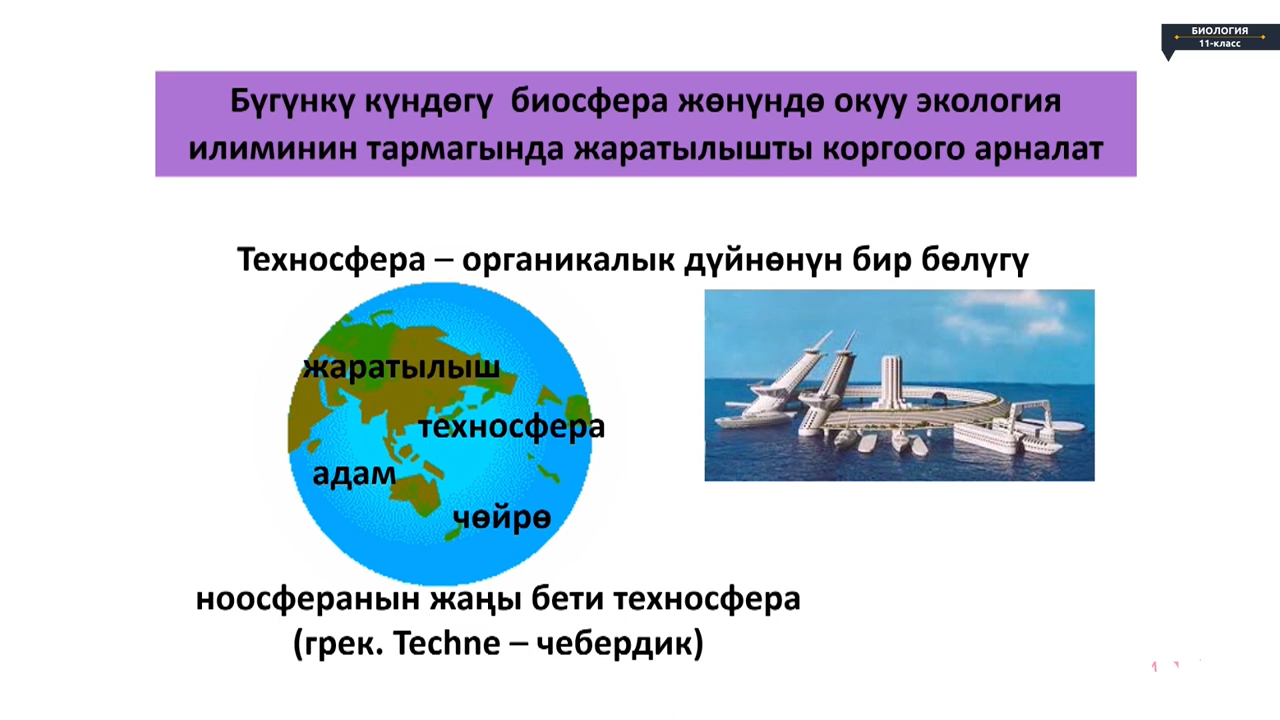 БИОЛОГИЯ
11-класс
Бүгүнкү күндөгү биосфера жөнүндө окуу экология
илиминин тармагында жаратылышты коргоого арналат
Техносфера – органикалык дүйнөнүн бир бөлүгү
жаратылыш
техносфера
адам
чөйрө
ноосферанын жаңы бети техносфера
(грек. Techne – чебердик)